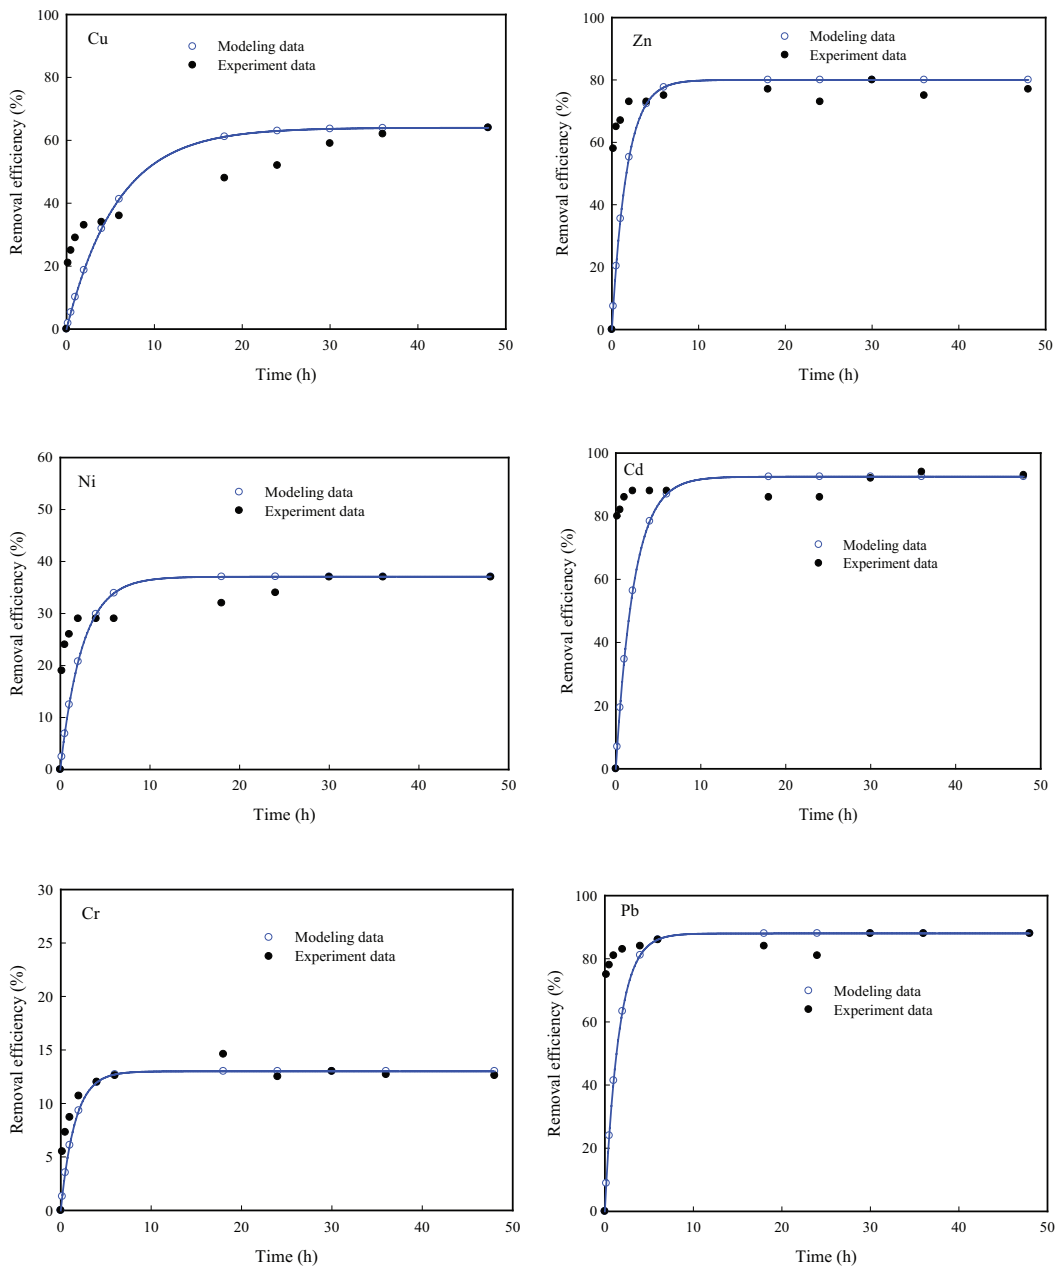 Cu
Modeling data
Experiment data
100
80
60
40
20
0
0 10 20 30 40 50
Removal efficiency (%)
Time (h)
Zn
Modeling data
Experiment data
100
80
60
40
20
0
0 10 20 30 40 50
Removal efficiency (%)
Time (h)
Ni
Modeling data
Experiment data
60
50
40
30
20
10
0
0 10 20 30 40 50
Removal efficiency (%)
Time (h)
Cd
Modeling data
Experiment data
100
80
60
40
20
0
0 10 20 30 40 50
Removal efficiency (%)
Time (h)
Cr
Modeling data
Experiment data
30
25
20
15
10
5
0
0 10 20 30 40 50
Removal efficiency (%)
Time (h)
Pb
Modeling data
Experiment data
100
80
60
40
20
0
0 10 20 30 40 50
Removal efficiency (%)
Time (h)